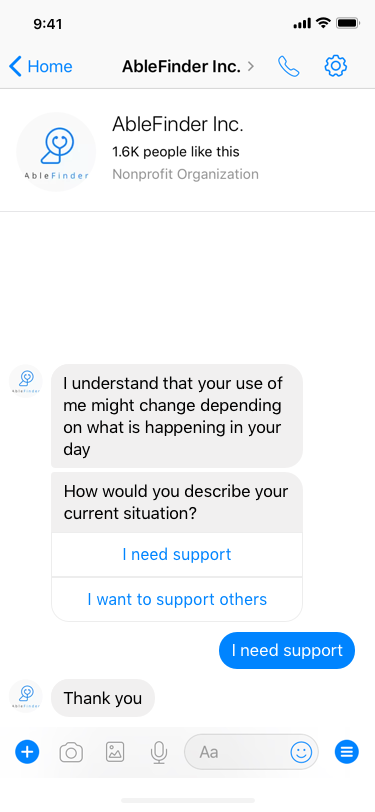 9:41
Home
AbleFinder Inc.
AbleFinder Inc.
1.6K people like this
Nonprofit Organization
AbleFinder
I understand that your use of
me might change depending
on what is happening in your
day
How would you describe your
current situation?
I need support
I want to support others
I need support
Thank you
Aa